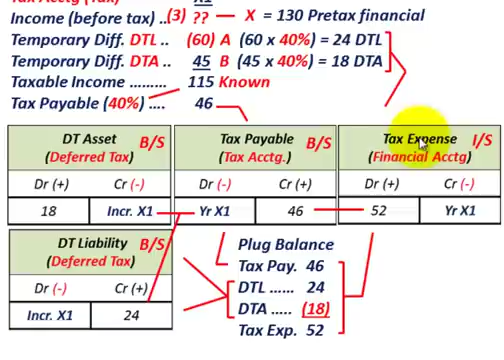 Tax Acctg (Tax) X1
Income (before tax) ..(3) ?? — X = 130 Pretax financial
Temporary Diff. DTL .. (60) A (60 x 40%) = 24 DTL
Temporary Diff. DTA .. 45 B (45 x 40%) = 18 DTA
Taxable Income ......... 115 Known
Tax Payable (40%) .... 46
DT Asset B/S
(Deferred Tax)
Dr (+) Cr (-)
18 Incr. X1
Tax Payable B/S
(Tax Acctg.)
Dr (-) Cr (+)
Yr X1 46
Tax Expense I/S
(Financial Acctg)
Dr (+) Cr (-)
52 Yr X1
DT Liability B/S
(Deferred Tax)
Dr (-) Cr (+)
Incr. X1 24
Plug Balance
Tax Pay. 46
DTL ...... 24
DTA ..... (18)
Tax Exp. 52